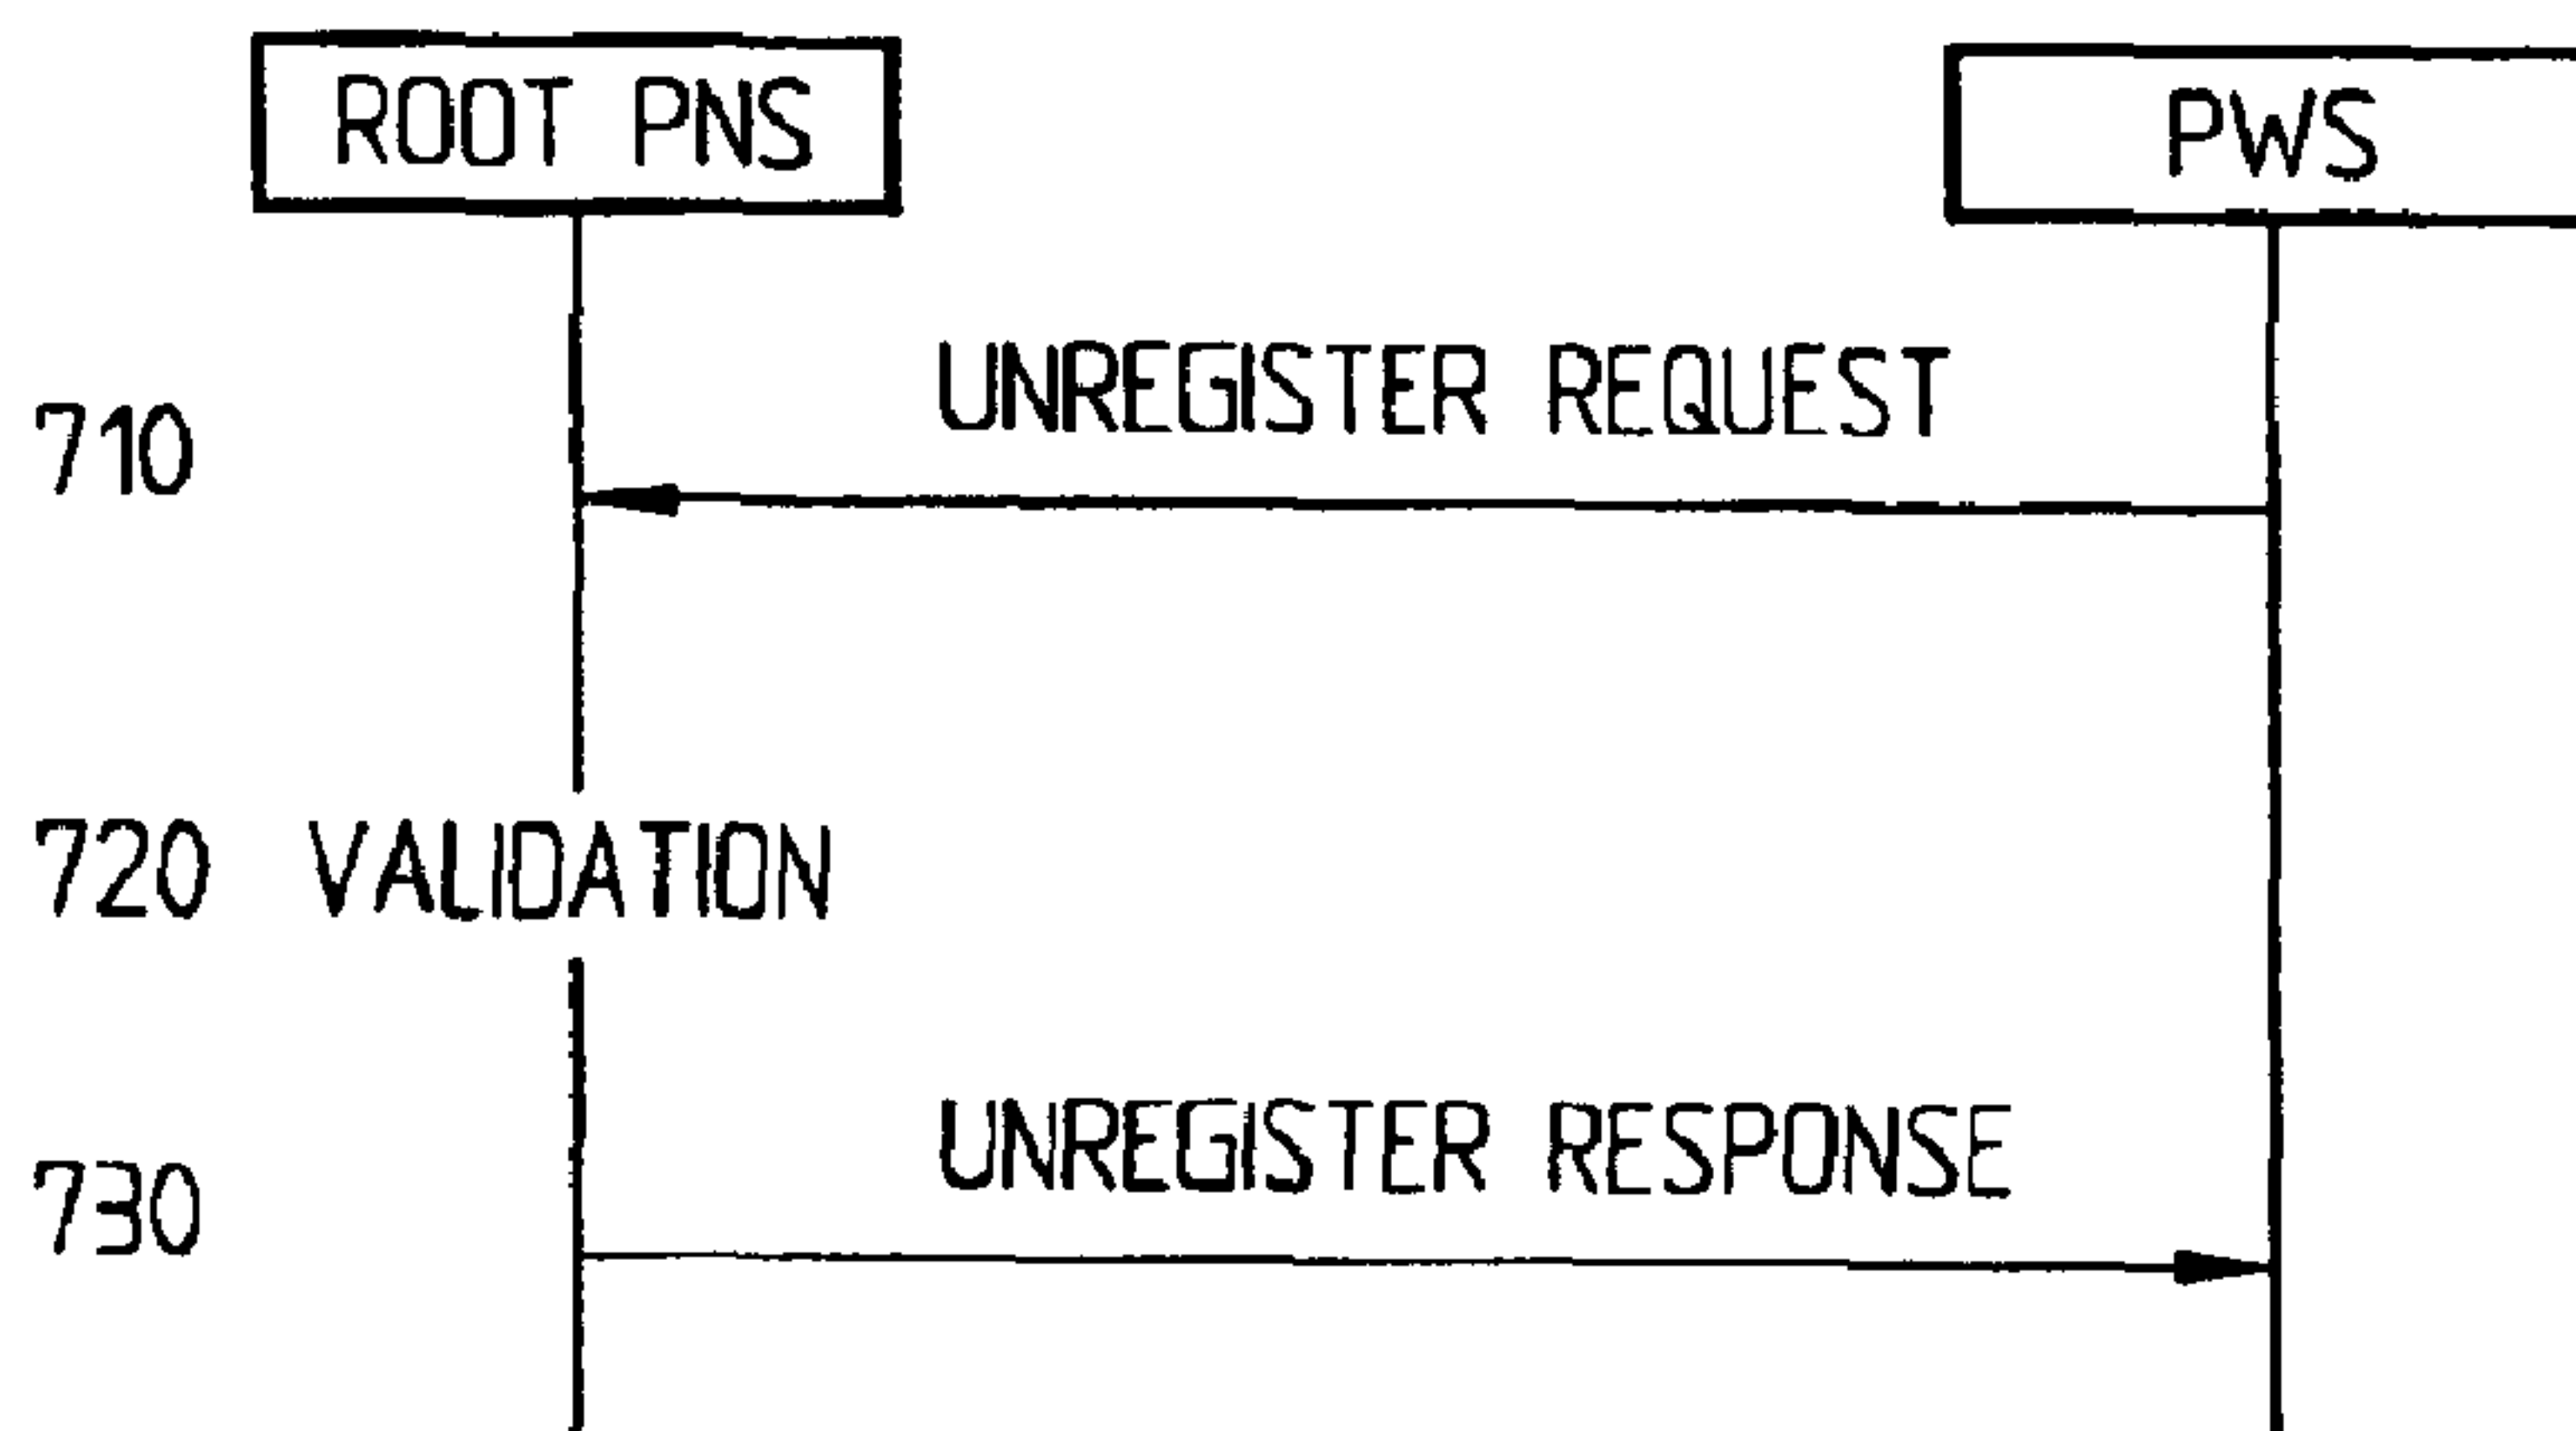 ROOT PNS
PWS
UNREGISTER REQUEST
710
720 VALIDATION
UNREGISTER RESPONSE
730